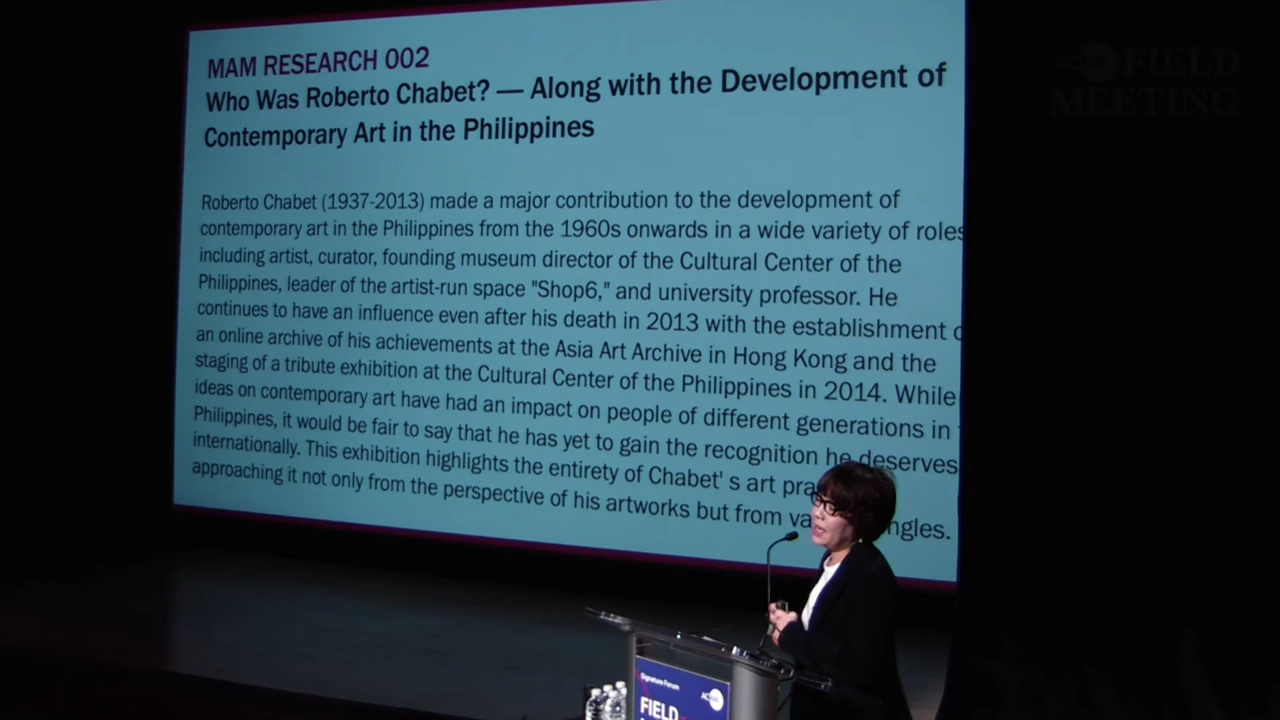 MAM RESEARCH 002
Who Was Roberto Chabet? — Along with the Development of
Contemporary Art in the Philippines
Roberto Chabet (1937-2013) made a major contribution to the development of
contemporary art in the Philippines from the 1960s onwards in a wide variety of roles
including artist, curator, founding museum director of the Cultural Center of the
Philippines, leader of the artist-run space "Shop6," and university professor. He
continues to have an influence even after his death in 2013 with the establishment
an online archive of his achievements at the Asia Art Archive in Hong Kong and the
staging of a tribute exhibition at the Cultural Center of the Philippines in 2014. While
ideas on contemporary art have had an impact on people of different generations in
Philippines, it would be fair to say that he has yet to gain the recognition he deserves
internationally. This exhibition highlights the entirety of Chabet' s art
approaching it not only from the perspective of his artworks but from
FIELD
MEETING
Signature Forum
FIELD